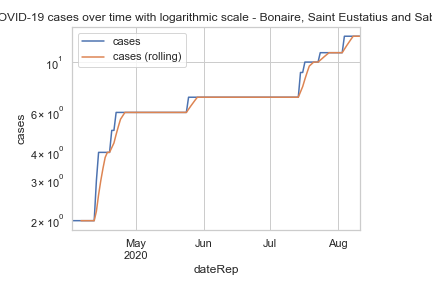 OVID-19 cases over time with logarithmic scale - Bonaire, Saint Eustatius and Sab
cases
cases (rolling)
10¹
6 × 10⁰
4 × 10⁰
3 × 10⁰
2 × 10⁰
cases
May
2020
Jun
Jul
Aug
dateRep